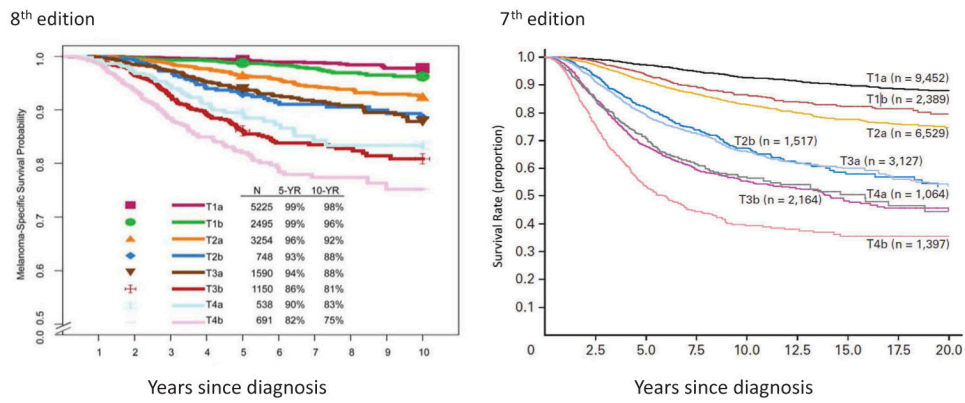 8th edition
7th edition
Melanoma-Specific Survival Probability
1.0
0.9
0.8
0.5
0.0
N 5-YR 10-YR
T1a 5225 99% 98%
T1b 2495 99% 96%
T2a 3254 96% 92%
T2b 748 93% 88%
T3a 1590 94% 88%
T3b 1150 86% 81%
T4a 538 90% 83%
T4b 691 82% 75%
1 2 3 4 5 6 7 8 9 10
Years since diagnosis
Survival Rate (proportion)
1.0
0.9
0.8
0.7
0.6
0.5
0.4
0.3
0.2
0.1
T1a (n = 9,452)
T1b (n = 2,389)
T2a (n = 6,529)
T2b (n = 1,517)
T3a (n = 3,127)
T4a (n = 1,064)
T3b (n = 2,164)
T4b (n = 1,397)
0 2.5 5.0 7.5 10.0 12.5 15.0 17.5 20.0
Years since diagnosis